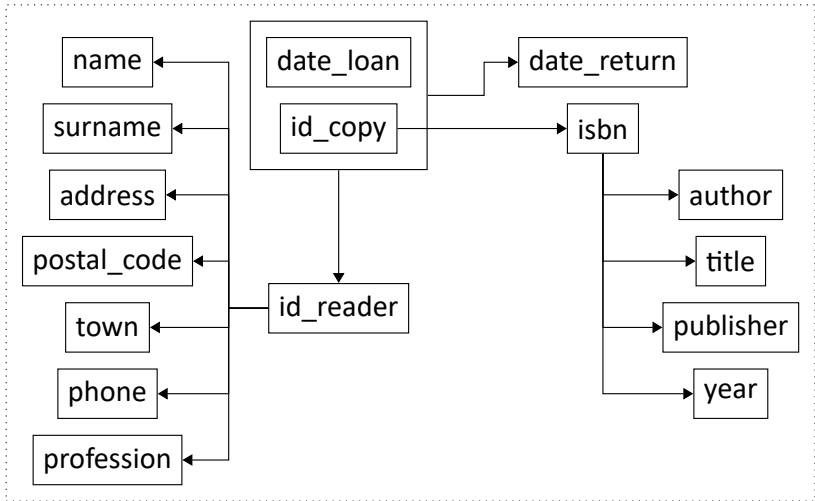 name
surname
address
postal_code
town
phone
profession
date_loan
id_copy
id_reader
date_return
isbn
author
title
publisher
year